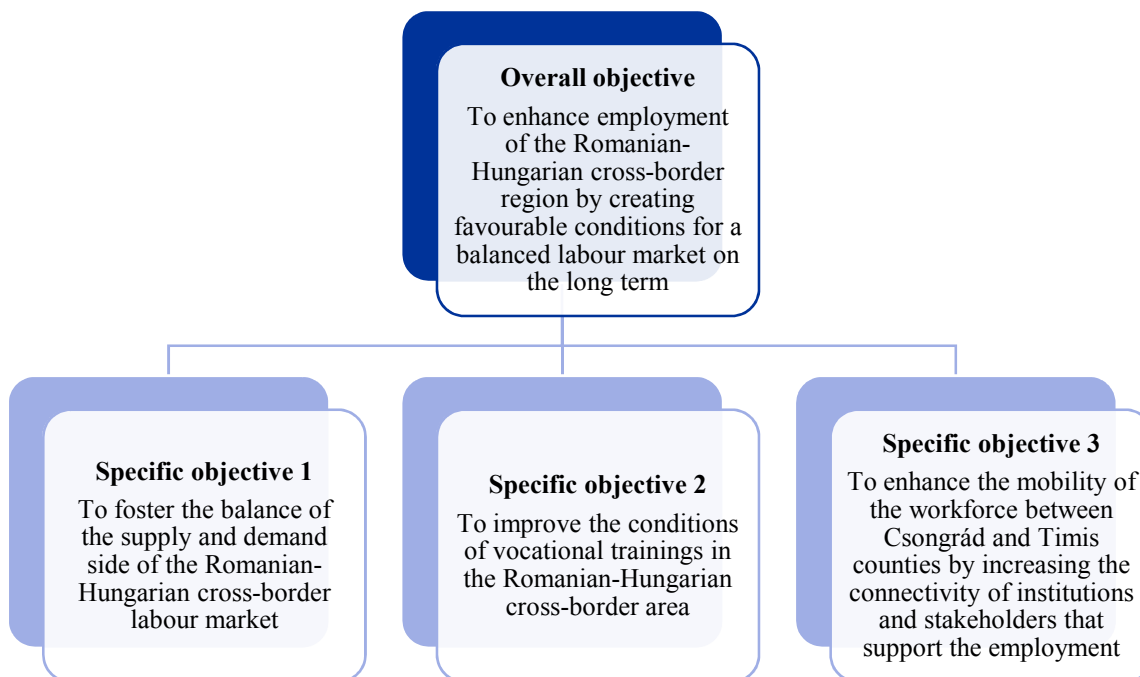 Overall objective
To enhance employment
of the Romanian-
Hungarian cross-border
region by creating
favourable conditions for a
balanced labour market on
the long term
Specific objective 1
To foster the balance of
the supply and demand
side of the Romanian-
Hungarian cross-border
labour market
Specific objective 2
To improve the conditions
of vocational trainings in
the Romanian-Hungarian
cross-border area
Specific objective 3
To enhance the mobility of
the workforce between
Csongrád and Timis
counties by increasing the
connectivity of institutions
and stakeholders that
support the employment